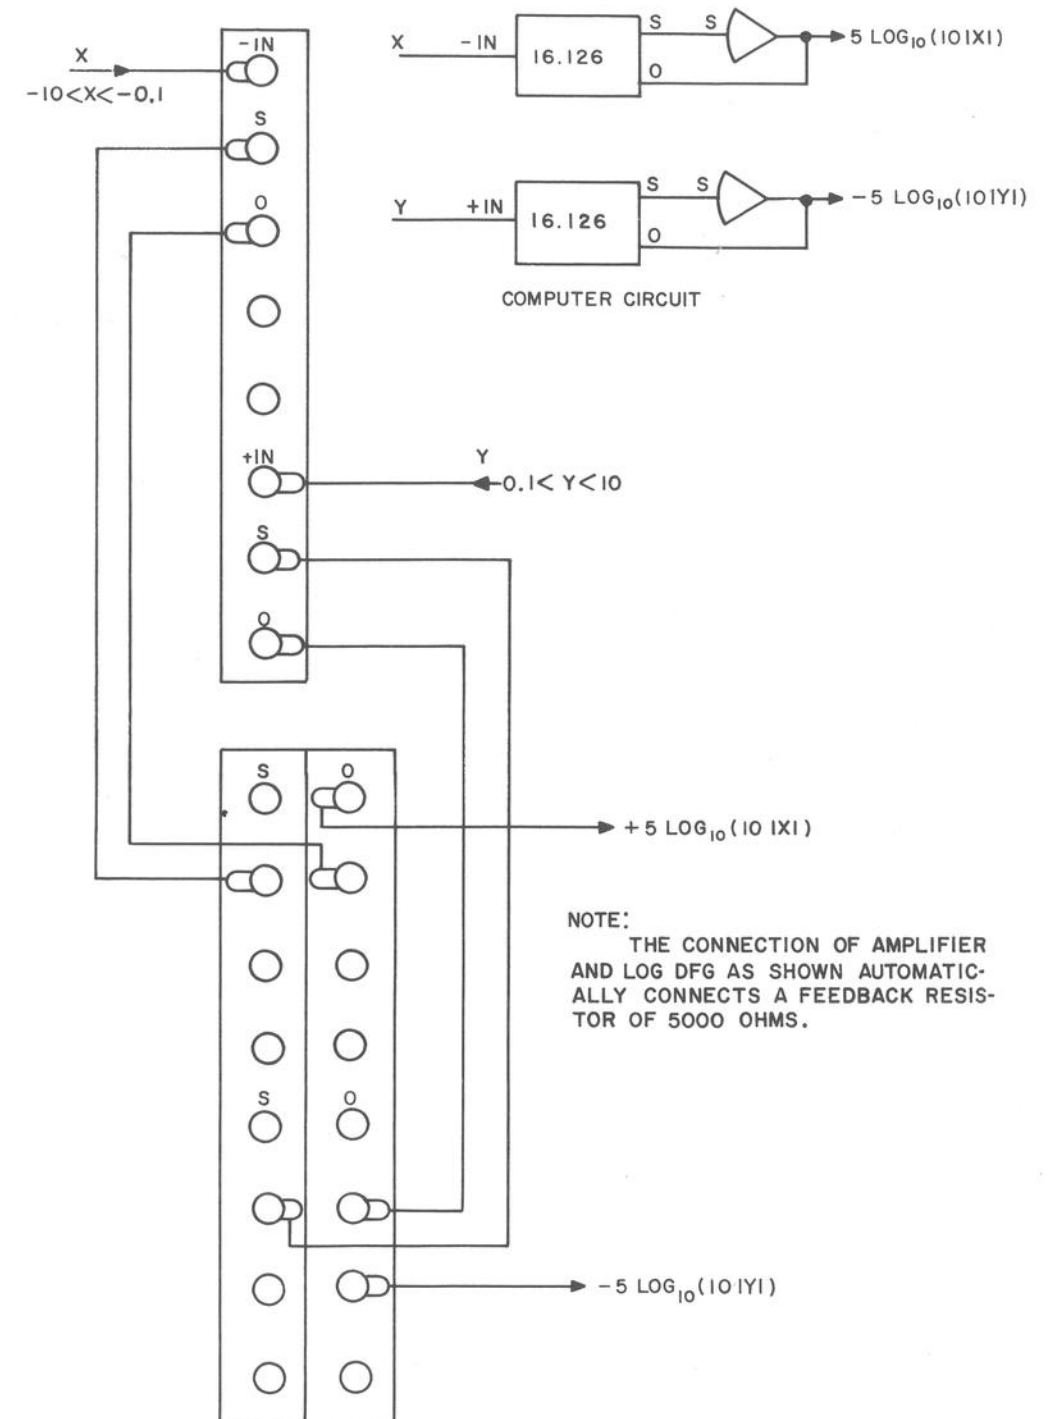 X
-10<X<-0.1
-IN
S
O
+IN
S
O
Y
0.1< Y<10
X
-IN
16.126
S
S
O
5 LOG10(10|X|)
Y
+IN
16.126
S
S
O
-5 LOG10(10|Y|)
COMPUTER CIRCUIT
S
O
+5 LOG10(10|X|)
NOTE:
THE CONNECTION OF AMPLIFIER
AND LOG DFG AS SHOWN AUTOMATIC-
ALLY CONNECTS A FEEDBACK RESIS-
TOR OF 5000 OHMS.
S
O
-5 LOG10(10|Y|)